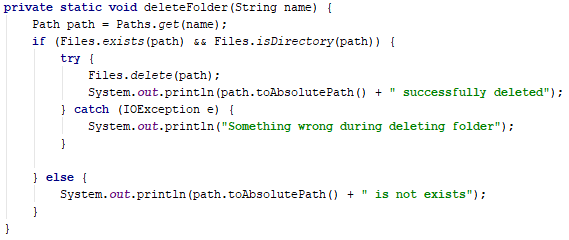 private static void deleteFolder(String name) {
    Path path = Paths.get(name);
    if (Files.exists(path) && Files.isDirectory(path)) {
        try {
            Files.delete(path);
            System.out.println(path.toAbsolutePath() + " successfully deleted");
        } catch (IOException e) {
            System.out.println("Something wrong during deleting folder");
        }

    } else {
        System.out.println(path.toAbsolutePath() + " is not exists");
    }
}